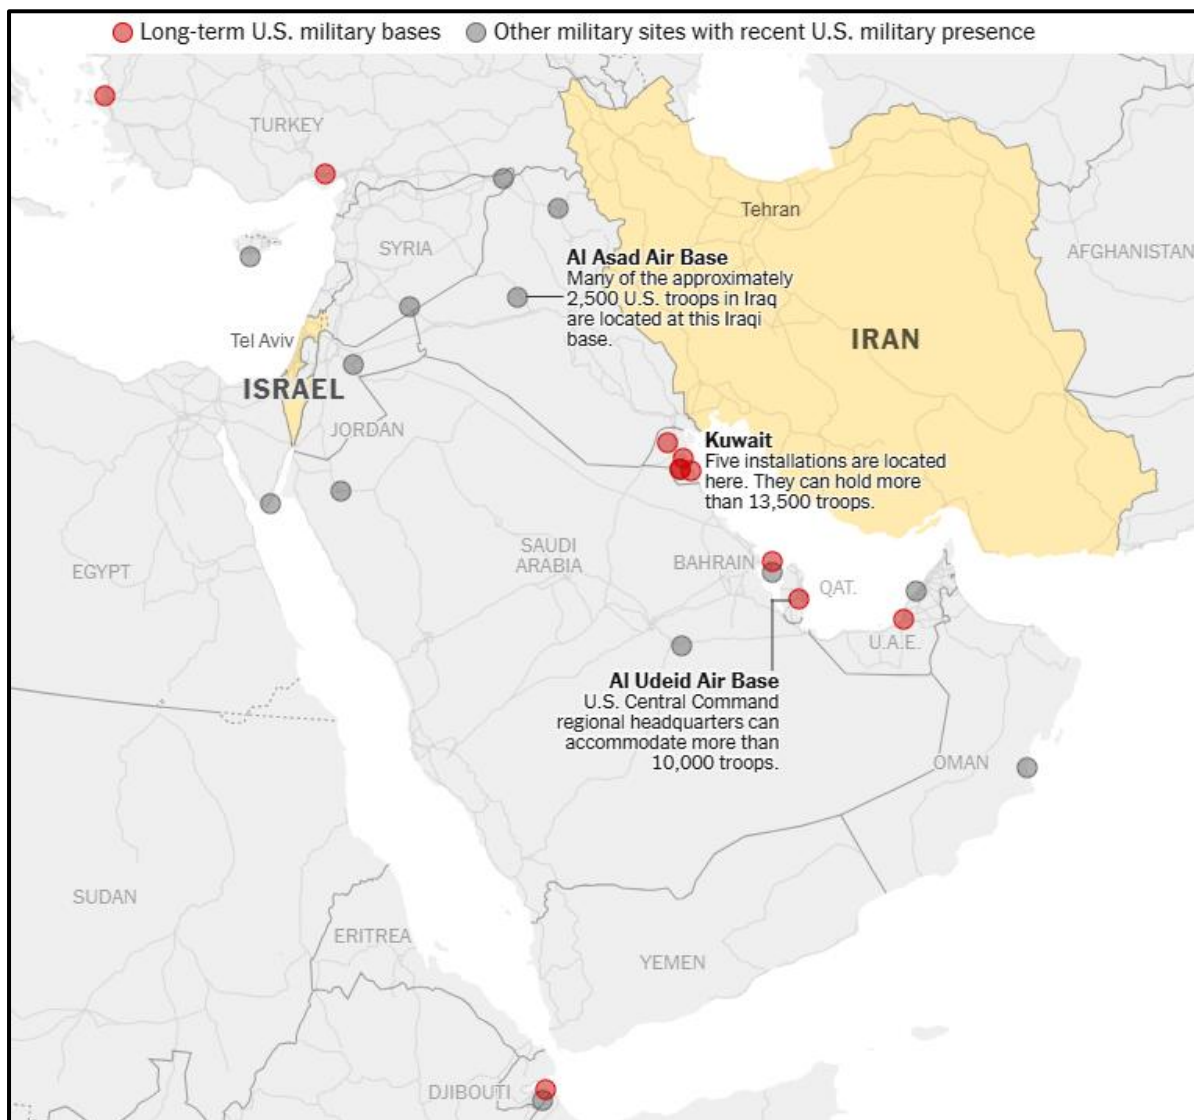 Long-term U.S. military bases
Other military sites with recent U.S. military presence
TURKEY
Tehran
SYRIA
AFGHANISTAN
Al Asad Air Base
Many of the approximately
2,500 U.S. troops in Iraq
are located at this Iraqi
base.
Tel Aviv
IRAN
ISRAEL
JORDAN
Kuwait
Five installations are located
here. They can hold more
than 13,500 troops.
SAUDI
ARABIA
BAHRAIN
EGYPT
QAT.
U.A.E.
Al Udeid Air Base
U.S. Central Command
regional headquarters can
accommodate more than
10,000 troops.
OMAN
SUDAN
ERITREA
YEMEN
DJIBOUTI